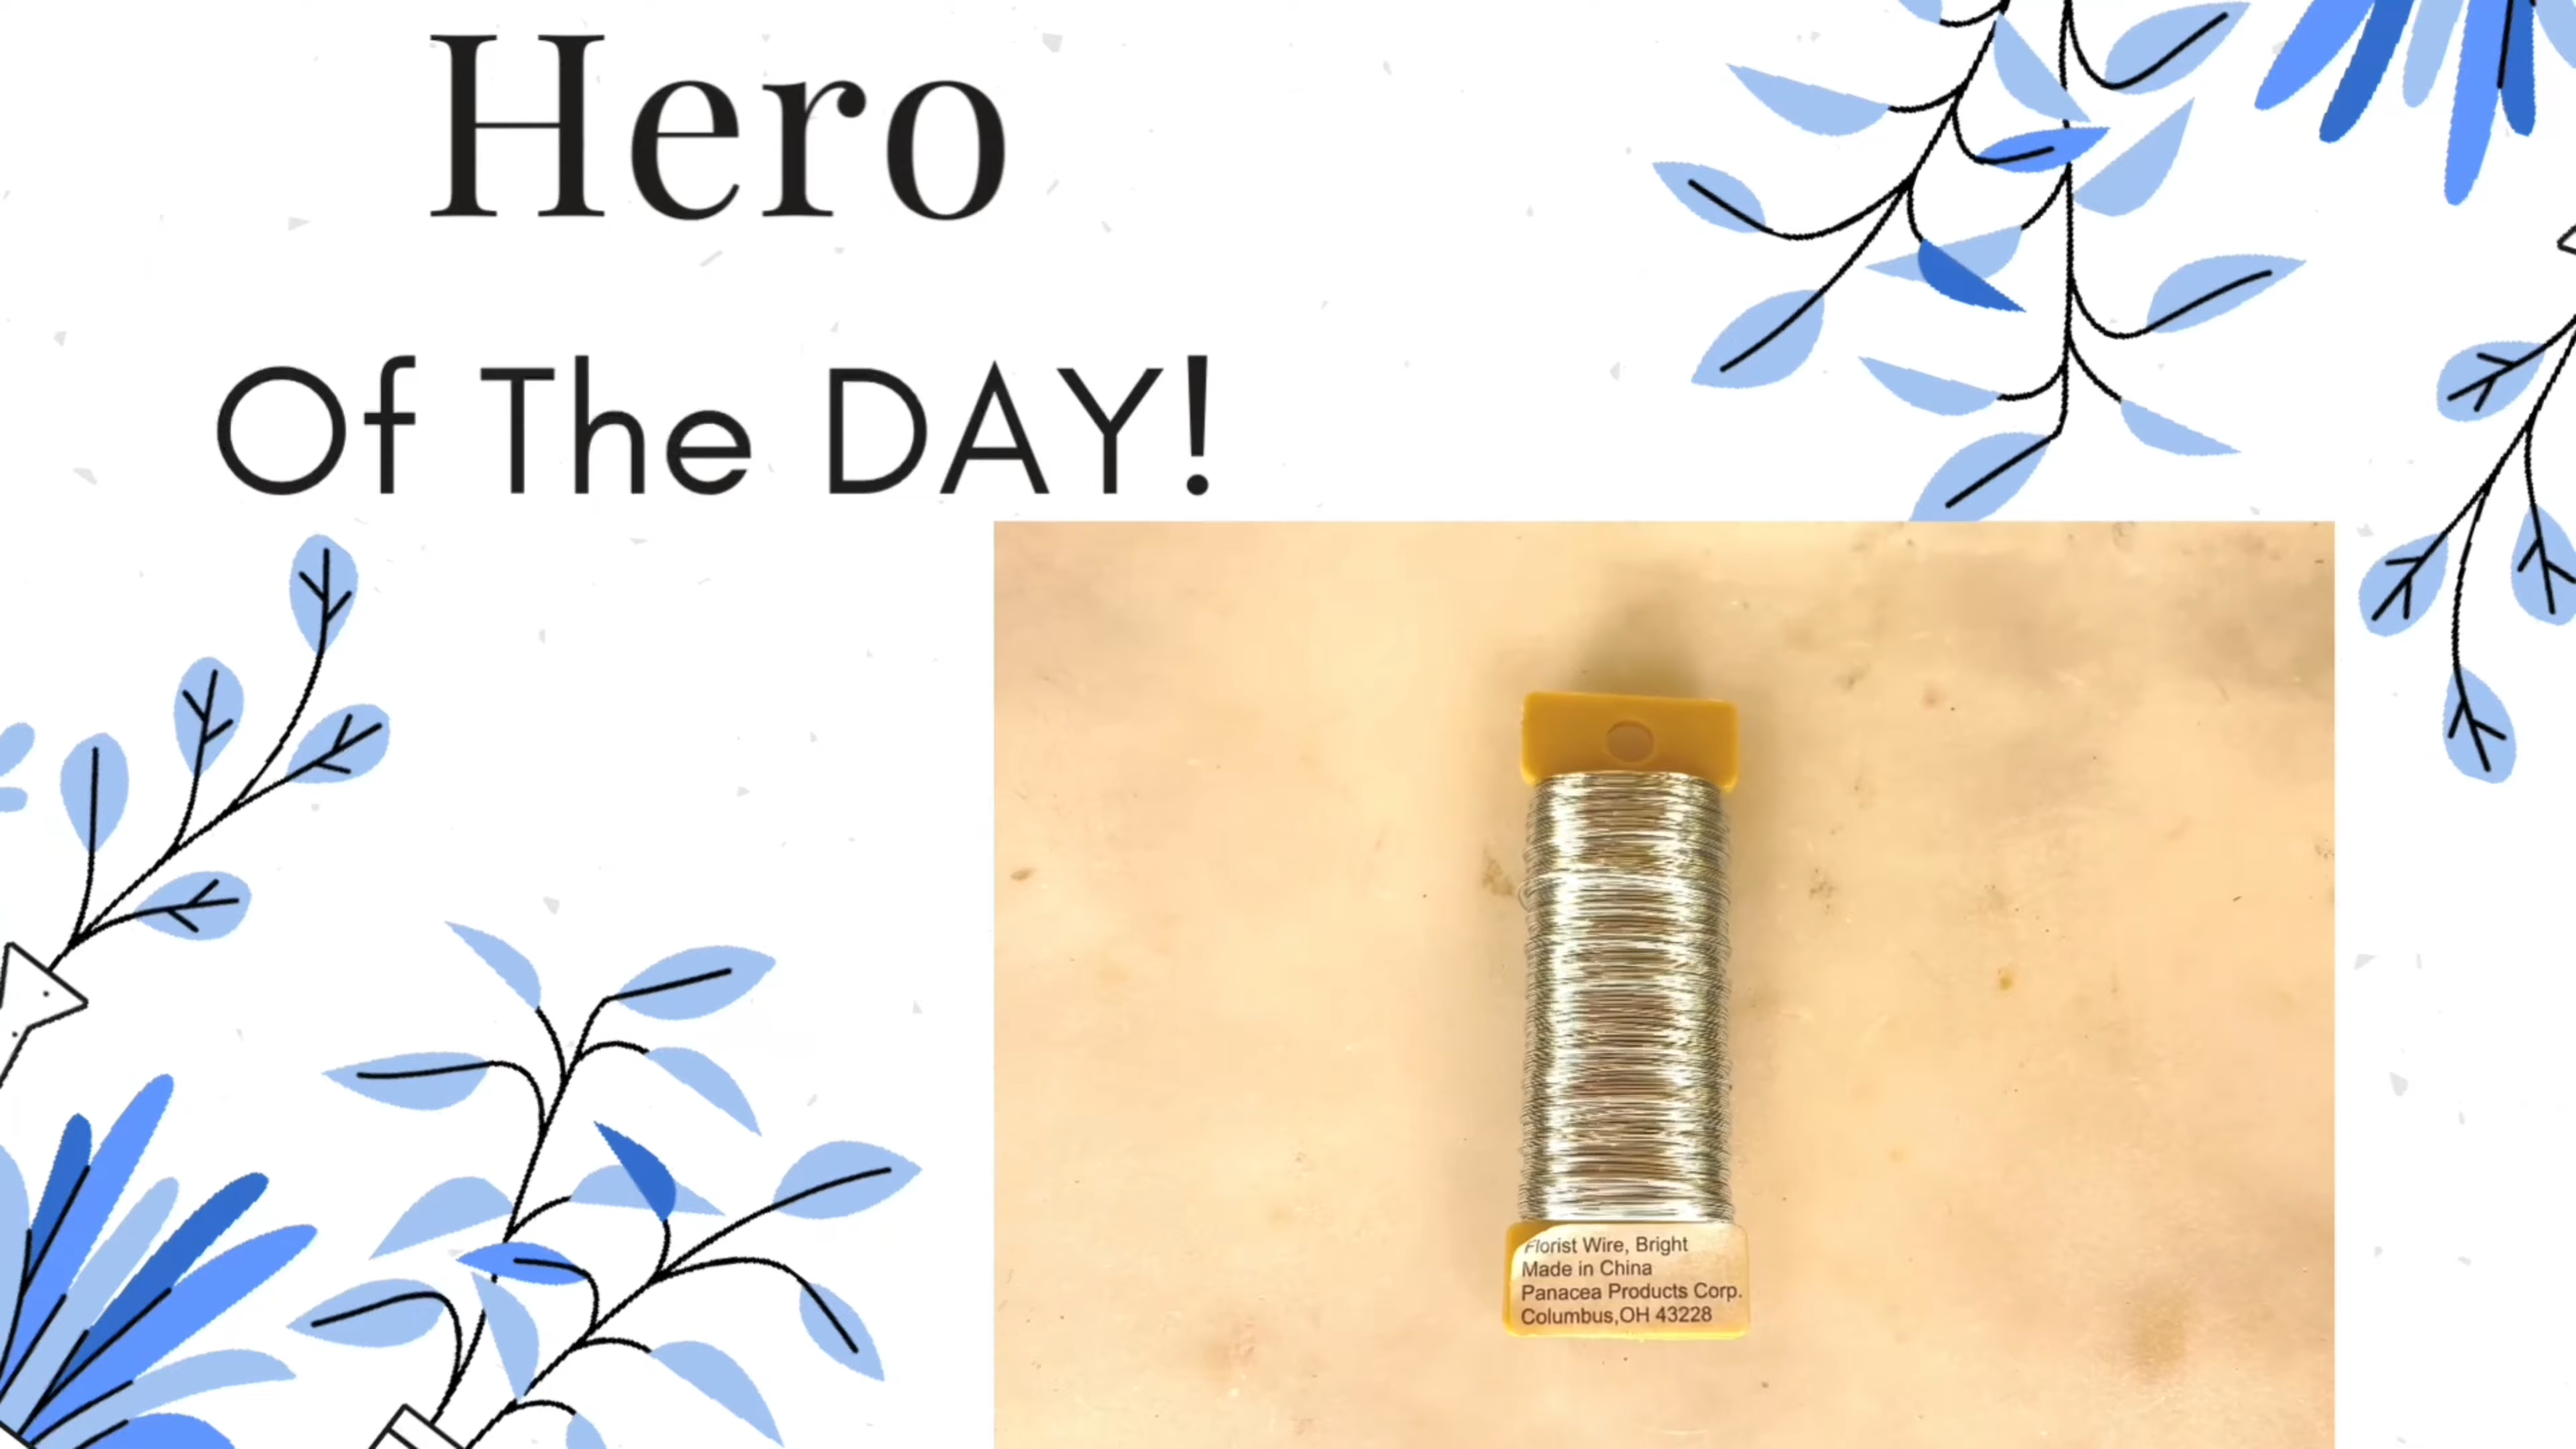 Hero
Of The DAY!
Florist Wire, Bright
Made in China
Panacea Products Corp.
Columbus,OH 43228